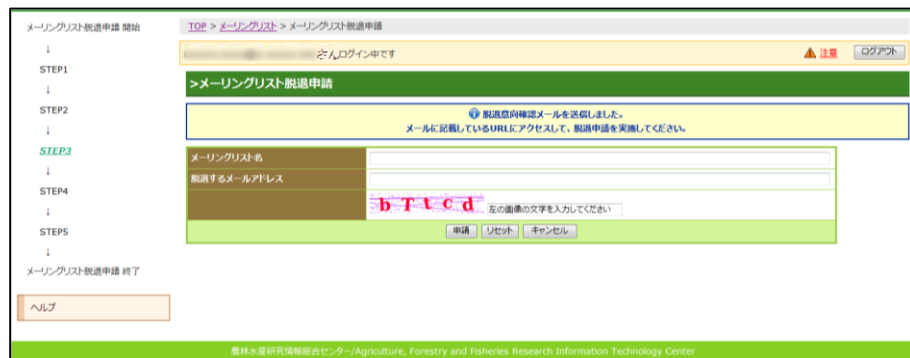 メーリングリスト脱退申請 開始
↓
STEP1
↓
STEP2
↓
STEP3
↓
STEP4
↓
STEP5
↓
メーリングリスト脱退申請 終了
ヘルプ
TOP > メーリングリスト > メーリングリスト脱退申請
さんログイン中です
注意
ログアウト
>メーリングリスト脱退申請
脱退意向確認メールを送信しました。
メールに記載しているURLにアクセスして、脱退申請を実施してください。
メーリングリスト名
脱退するメールアドレス
bTtcd 左の画像の文字を入力してください
申請 リセット キャンセル
農林水産研究情報総合センター/Agriculture, Forestry and Fisheries Research Information Technology Center